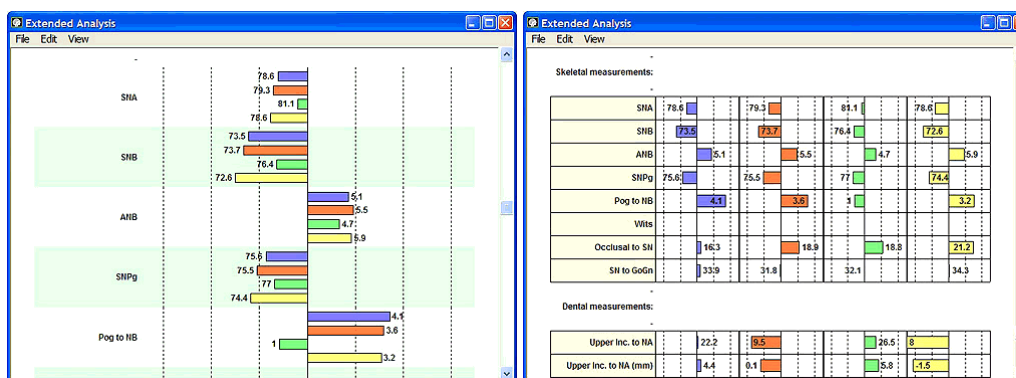 Extended Analysis
File Edit View
-
SNA
78.6
79.3
81.1
78.6
SNB
73.5
73.7
76.4
72.6
ANB
5.1
5.5
4.7
5.9
SNPg
75.6
75.5
77
74.4
Pog to NB
4.1
3.6
1
3.2
Extended Analysis
File Edit View
Skeletal measurements:
-
SNA 78.6 79.3 81.1 78.6
SNB 73.5 73.7 76.4 72.6
ANB 5.1 5.5 4.7 5.9
SNPg 75.6 75.5 77 74.4
Pog to NB 4.1 3.6 1 3.2
Wits
Occlusal to SN 16.3 18.9 18.8 21.2
SN to GoGn 33.9 31.8 32.1 34.3
-
Dental measurements:
-
Upper Inc. to NA 22.2 9.5 26.5 8
Upper Inc. to NA (mm) 4.4 0.1 5.8 -1.5